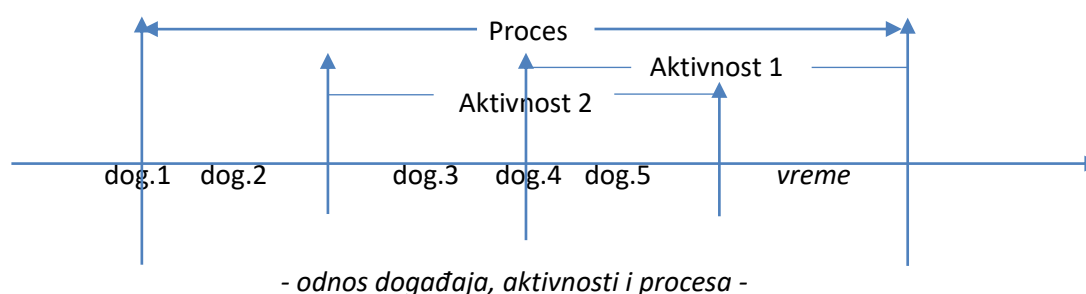 Proces
Aktivnost 1
Aktivnost 2
dog.1 dog.2 dog.3 dog.4 dog.5 vreme
- odnos događaja, aktivnosti i procesa -